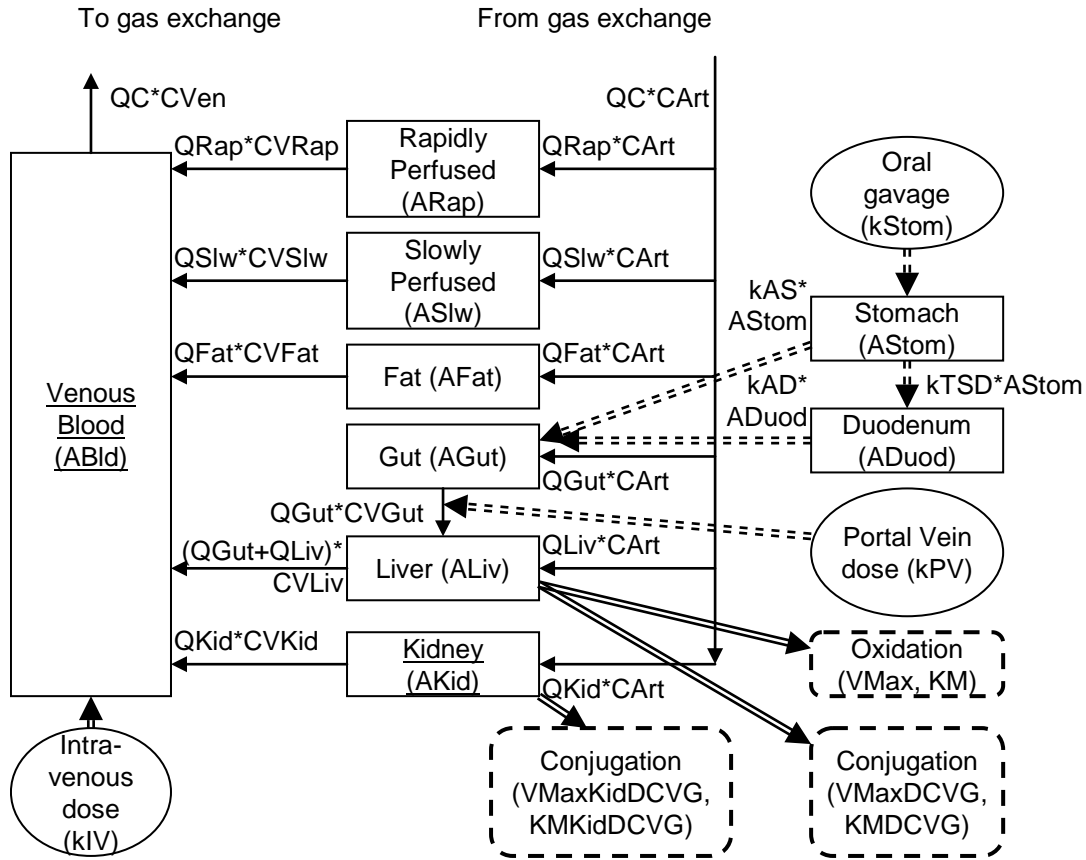 To gas exchange
From gas exchange
QC*CVen
QC*CArt
QRap*CVRap
Rapidly
Perfused
(ARap)
QRap*CArt
Oral
gavage
(kStom)
QSlw*CVSlw
Slowly
Perfused
(ASlw)
QSlw*CArt
kAS*
AStom
Stomach
(AStom)
QFat*CVFat
Fat (AFat)
QFat*CArt
kAD*
ADuod
kTSD*AStom
Duodenum
(ADuod)
Venous
Blood
(ABld)
Gut (AGut)
QGut*CArt
QGut*CVGut
Portal Vein
dose (kPV)
(QGut+QLiv)*
CVLiv
Liver (ALiv)
QLiv*CArt
Oxidation
(VMax, KM)
QKid*CVKid
Kidney
(AKid)
QKid*CArt
Intra-
venous
dose
(kIV)
Conjugation
(VMaxKidDCVG,
KMKidDCVG)
Conjugation
(VMaxDCVG,
KMDCVG)